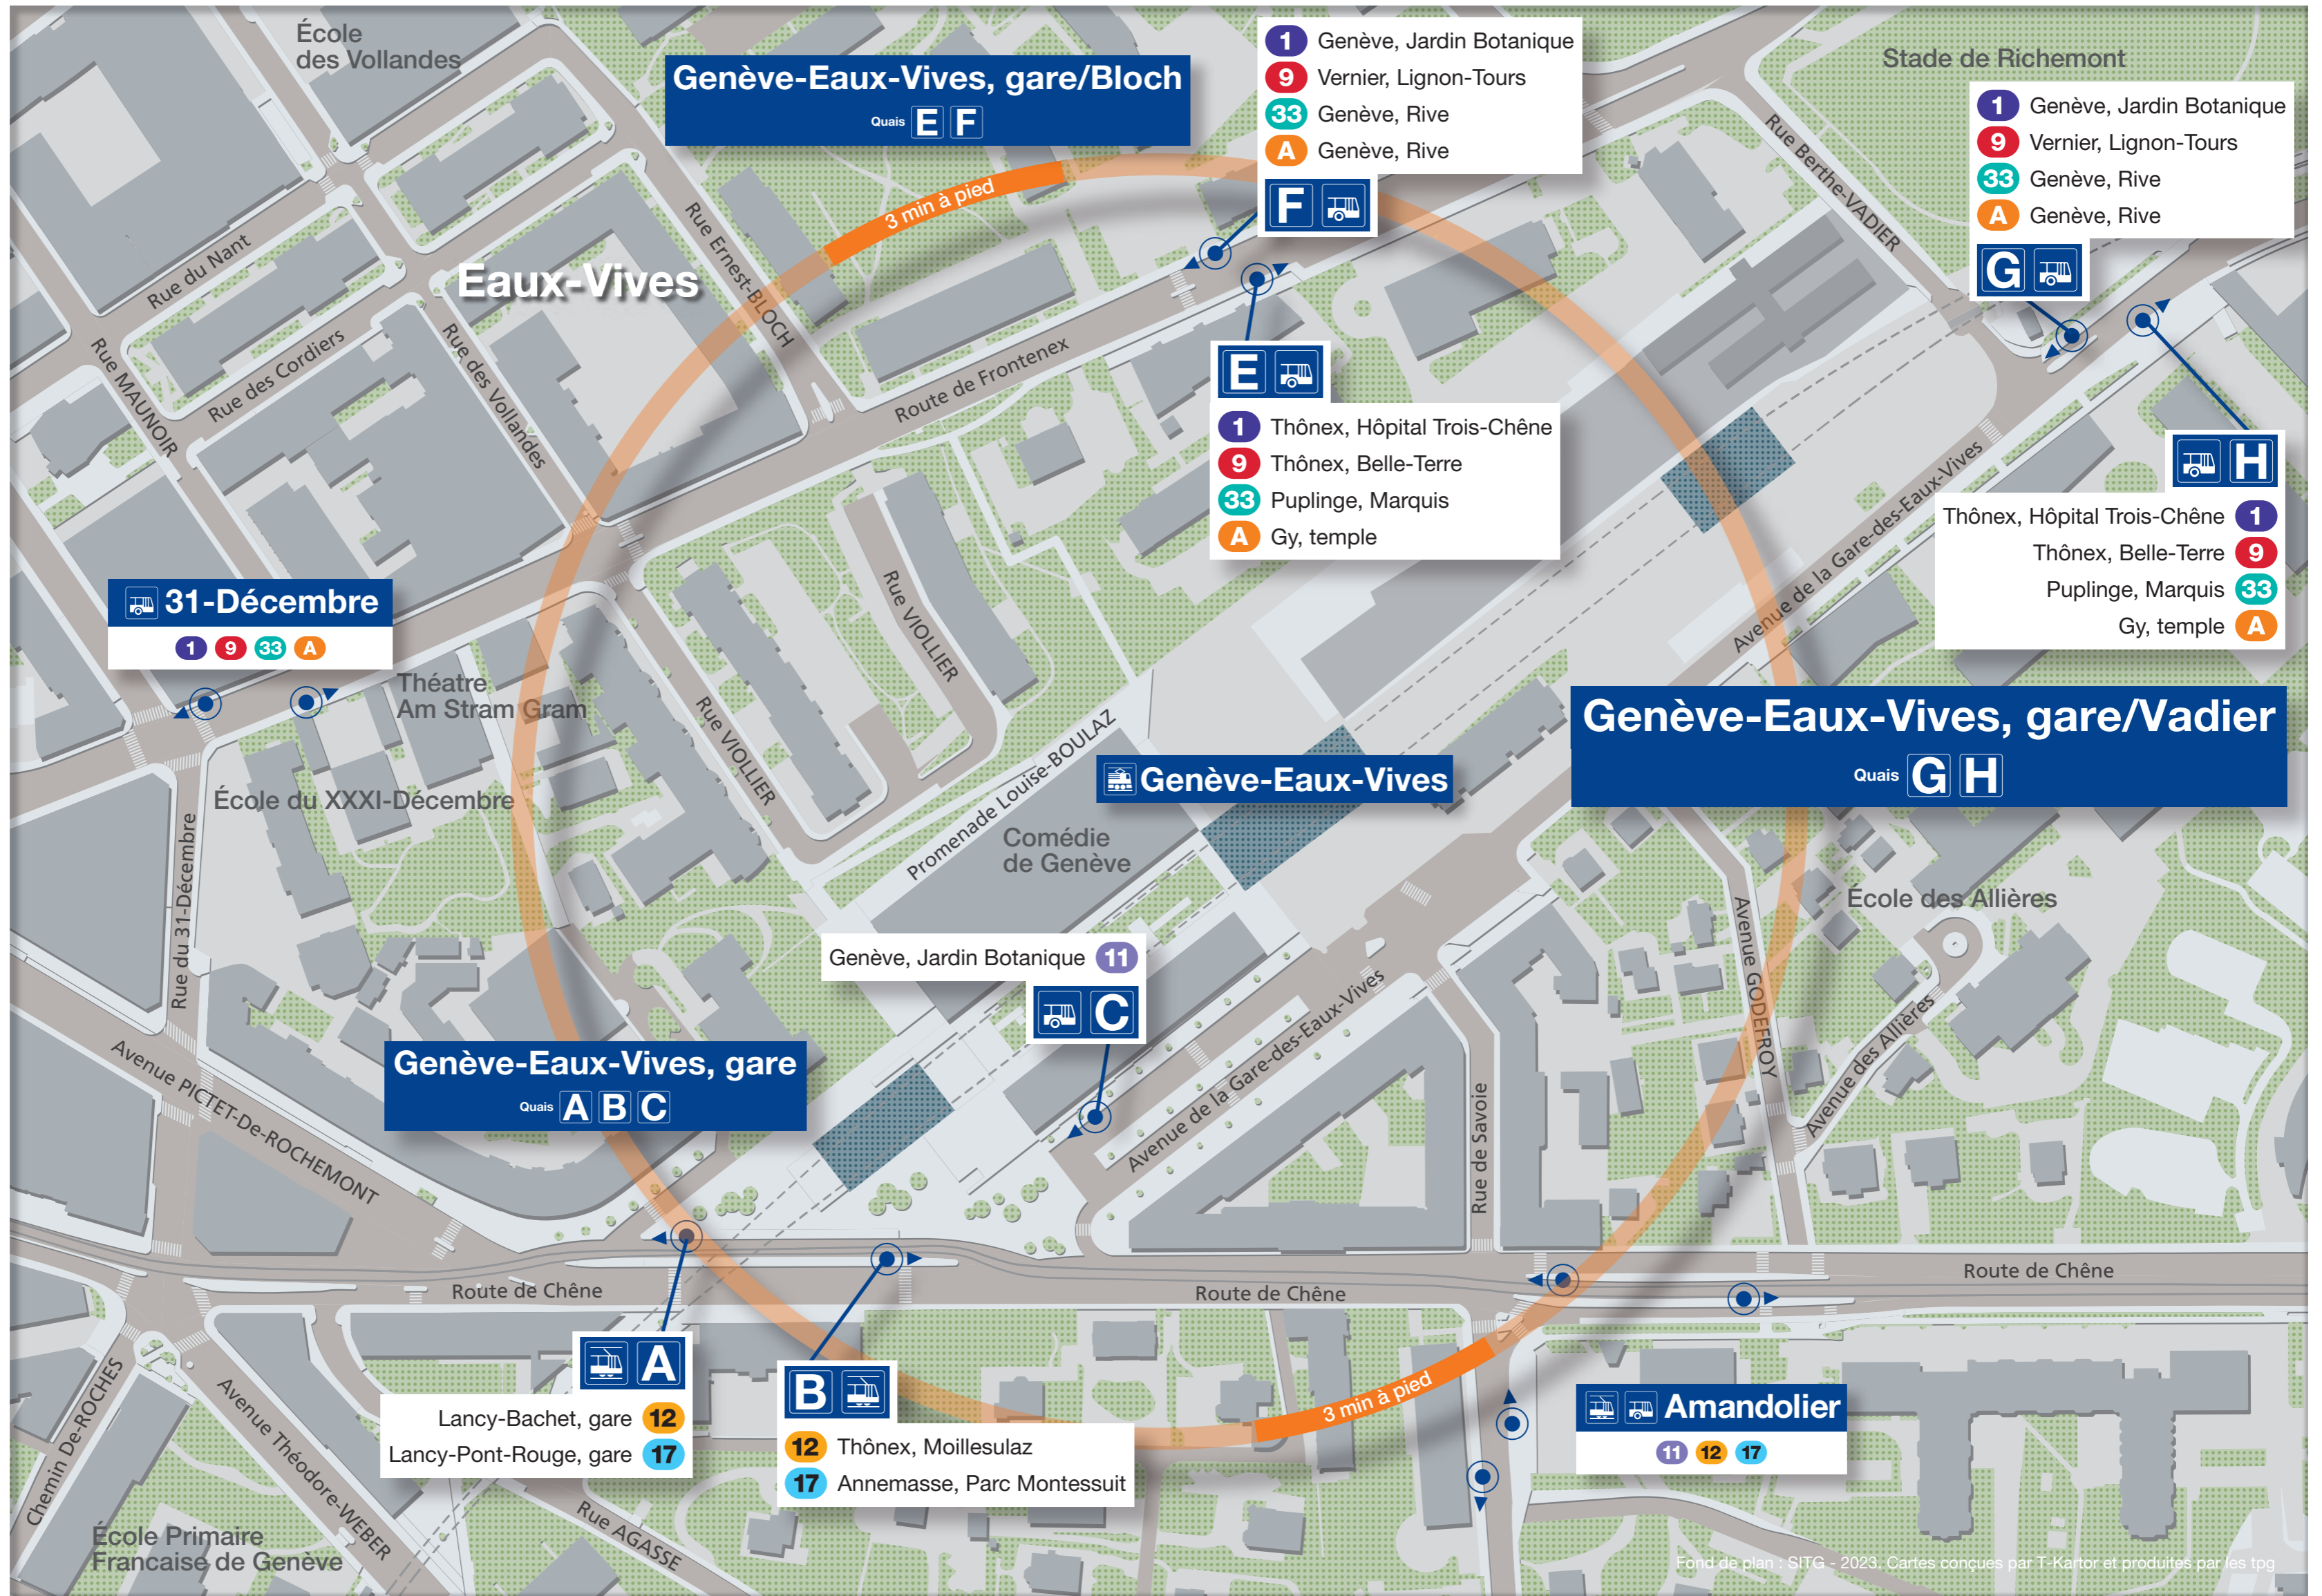 École
des Vollandes
Genève-Eaux-Vives, gare/Bloch
Quais E F
1 Genève, Jardin Botanique
9 Vernier, Lignon-Tours
33 Genève, Rive
A Genève, Rive
F
Stade de Richemont
1 Genève, Jardin Botanique
9 Vernier, Lignon-Tours
33 Genève, Rive
A Genève, Rive
G
Rue Berthe-VADIER
3 min à pied
Rue Ernest-BLOCH
Rue du Nant
Eaux-Vives
Rue MAUNOIR
Rue des Cordiers
Rue des Vollandes
Route de Frontenex
E
1 Thônex, Hôpital Trois-Chêne
9 Thônex, Belle-Terre
33 Puplinge, Marquis
A Gy, temple
H
Thônex, Hôpital Trois-Chêne 1
Thônex, Belle-Terre 9
Puplinge, Marquis 33
Gy, temple A
Avenue de la Gare-des-Eaux-Vives
31-Décembre
1 9 33 A
Théatre
Am Stram Gram
Rue VIOLLIER
Rue VIOLLIER
Promenade Louise-BOULAZ
Genève-Eaux-Vives
Genève-Eaux-Vives, gare/Vadier
Quais G H
École du XXXI-Décembre
Comédie
de Genève
Rue du 31-Décembre
École des Allières
Avenue GODEFROY
Avenue des Allières
Genève, Jardin Botanique 11
C
Avenue de la Gare-des-Eaux-Vives
Genève-Eaux-Vives, gare
Quais A B C
Avenue PICTET-De-ROCHEMONT
Rue de Savoie
Route de Chêne
Route de Chêne
Route de Chêne
A
Lancy-Bachet, gare 12
Lancy-Pont-Rouge, gare 17
B
12 Thônex, Moillesulaz
17 Annemasse, Parc Montessuit
3 min à pied
Amandolier
11 12 17
Chemin De-ROCHES
Avenue Théodore-WEBER
Rue AGASSE
École Primaire
Francaise de Genève
Fond de plan : SITG - 2023. Cartes conçues par T-Kartor et produites par les tpg